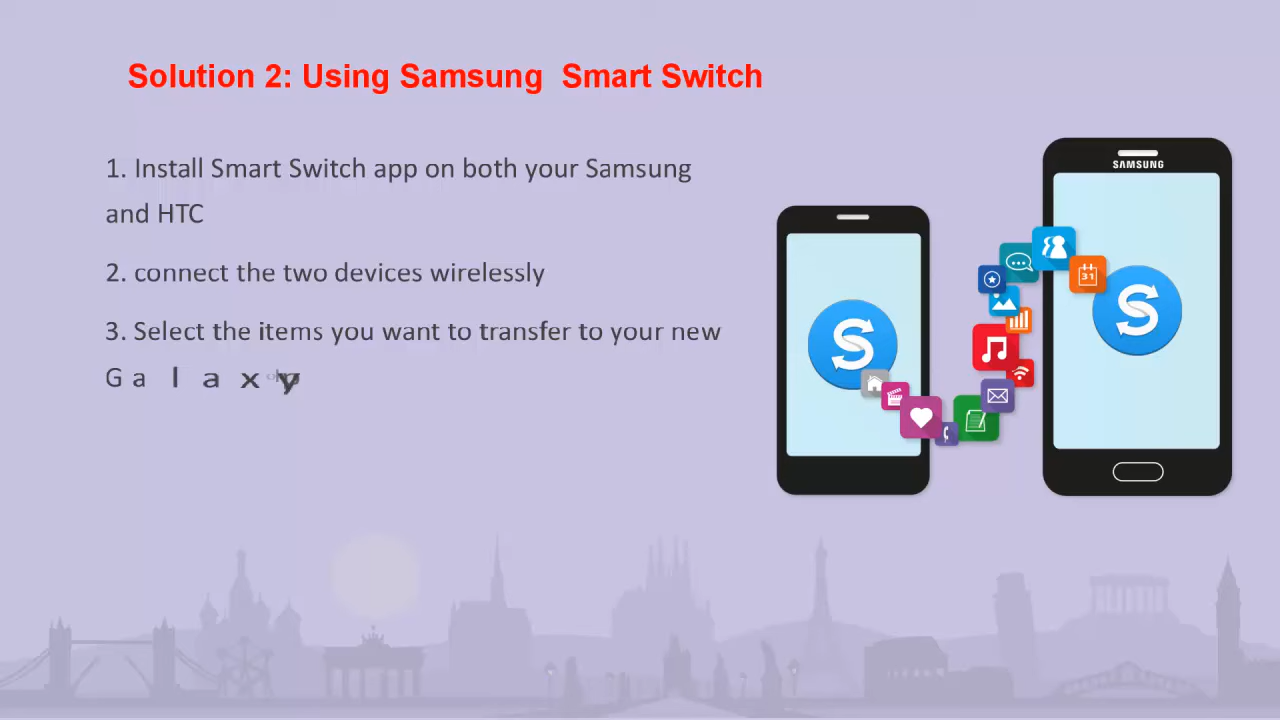 Solution 2: Using Samsung Smart Switch
1. Install Smart Switch app on both your Samsung
and HTC
2. connect the two devices wirelessly
3. Select the items you want to transfer to your new
Galaxy
SAMSUNG
S
S
31